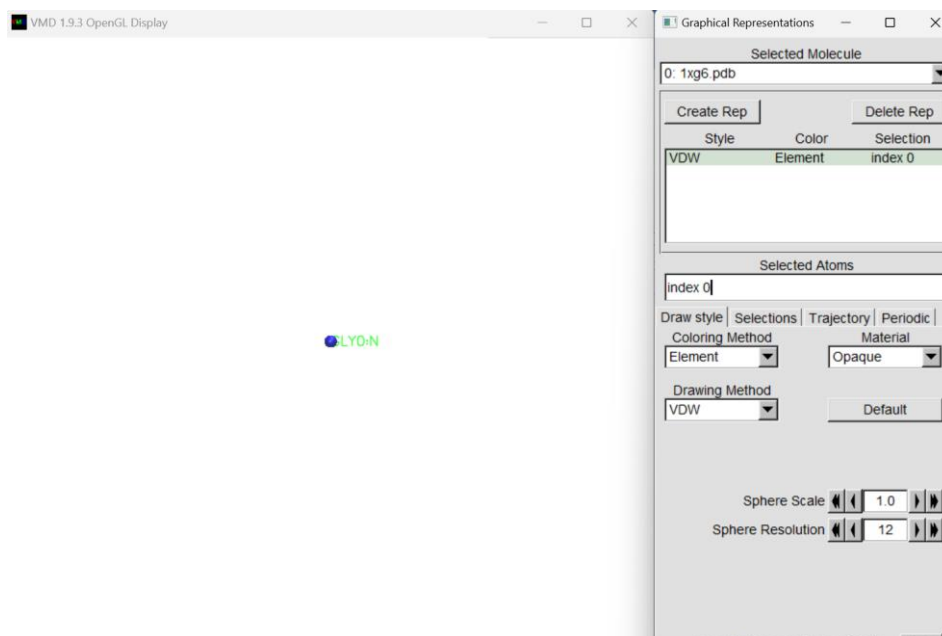 VMD 1.9.3 OpenGL Display
GLY0:N
Graphical Representations
Selected Molecule
0: 1xg6.pdb
Create Rep Delete Rep
Style Color Selection
VDW Element index 0
Selected Atoms
index 0
Draw style Selections Trajectory Periodic
Coloring Method Material
Element Opaque
Drawing Method
VDW Default
Sphere Scale 1.0
Sphere Resolution 12